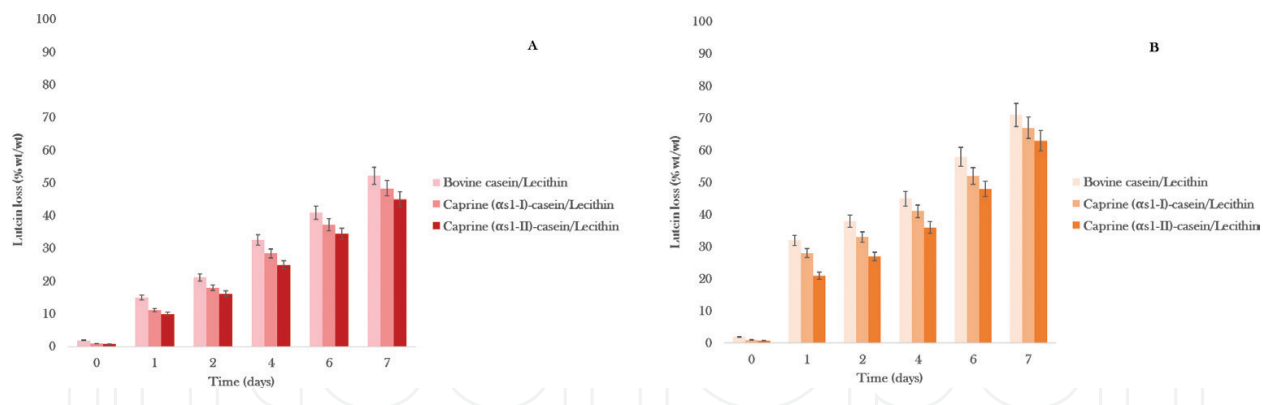 A
100
90
80
70
60
50
40
30
20
10
0
Lutein loss (% wt/wt)
0 1 2 4 6 7
Time (days)
Bovine casein/Lecithin
Caprine (αs1-I)-casein/Lecithin
Caprine (αs1-II)-casein/Lecithin
B
100
90
80
70
60
50
40
30
20
10
0
Lutein loss (% wt/wt)
0 1 2 4 6 7
Time (days)
Bovine casein/Lecithin
Caprine (αs1-I)-casein/Lecithin
Caprine (αs1-II)-casein/Lecithin